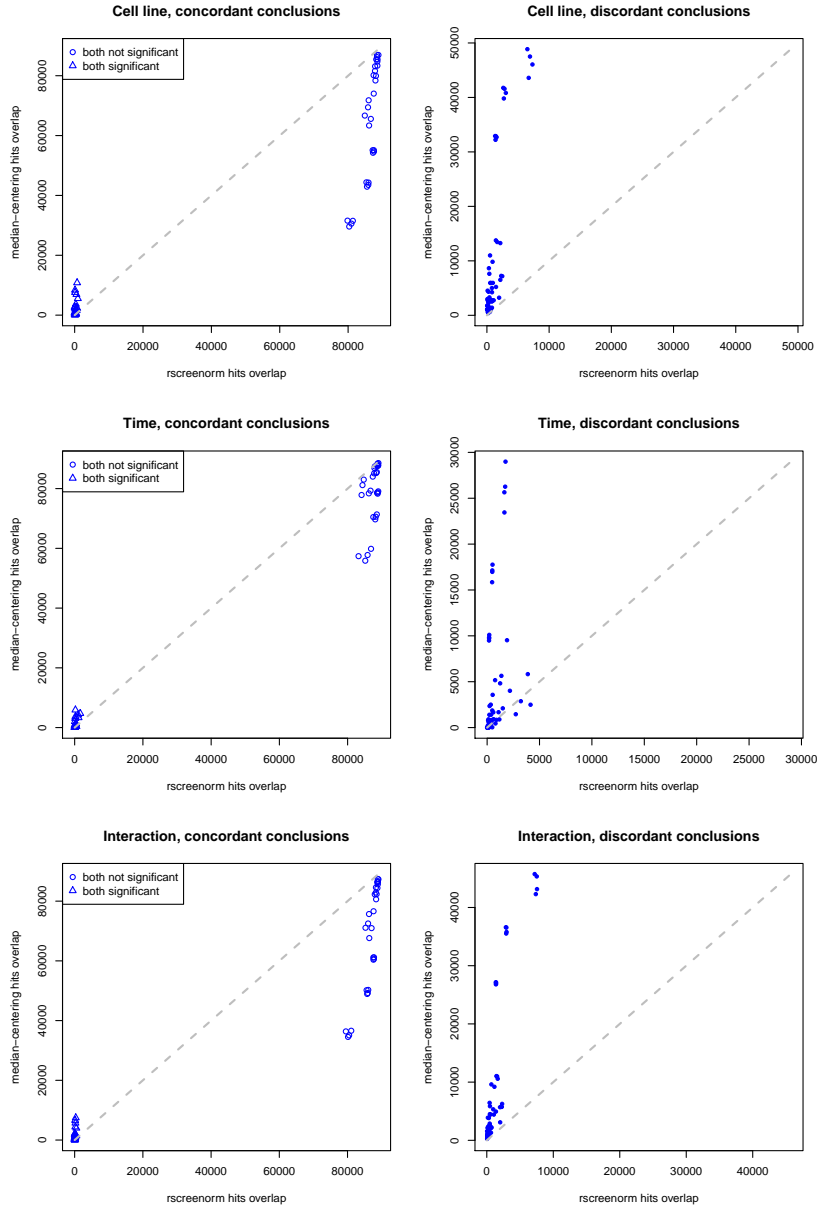 Cell line, concordant conclusions
both not significant
both significant
median−centering hits overlap
0 20000 40000 60000 80000
0 20000 40000 60000 80000
rscreenorm hits overlap
Cell line, discordant conclusions
median−centering hits overlap
0 10000 20000 30000 40000 50000
0 10000 20000 30000 40000 50000
rscreenorm hits overlap
Time, concordant conclusions
both not significant
both significant
median−centering hits overlap
0 20000 40000 60000 80000
0 20000 40000 60000 80000
rscreenorm hits overlap
Time, discordant conclusions
median−centering hits overlap
0 5000 10000 15000 20000 25000 30000
0 5000 10000 15000 20000 25000 30000
rscreenorm hits overlap
Interaction, concordant conclusions
both not significant
both significant
median−centering hits overlap
0 20000 40000 60000 80000
0 20000 40000 60000 80000
rscreenorm hits overlap
Interaction, discordant conclusions
median−centering hits overlap
0 10000 20000 30000 40000
0 10000 20000 30000 40000
rscreenorm hits overlap